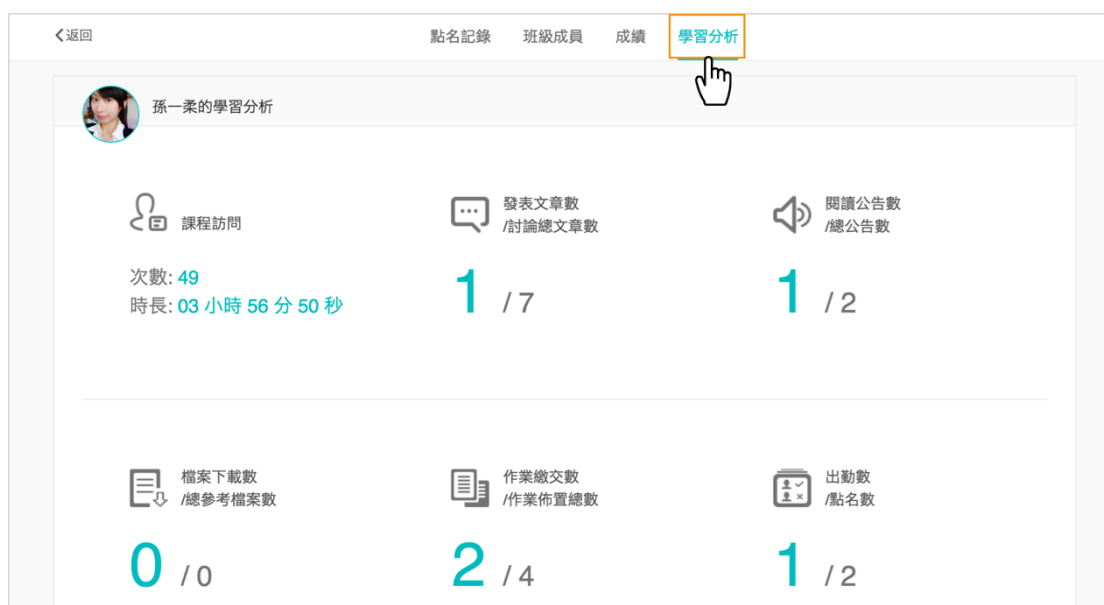 返回
點名記錄 班級成員 成績 學習分析
孫一柔的學習分析
課程訪問
次數: 49
時長: 03 小時 56 分 50 秒
發表文章數
/討論總文章數
1 / 7
閱讀公告數
/總公告數
1 / 2
檔案下載數
/總參考檔案數
0 / 0
作業繳交數
/作業佈置總數
2 / 4
出勤數
/點名數
1 / 2